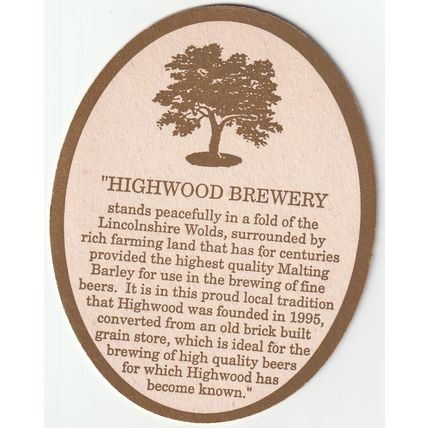 "HIGHWOOD BREWERY
stands peacefully in a fold of the
Lincolnshire Wolds, surrounded by
rich farming land that has for centuries
provided the highest quality Malting
Barley for use in the brewing of fine
beers.  It is in this proud local tradition
that Highwood was founded in 1995,
converted from an old brick built
grain store, which is ideal for the
brewing of high quality beers
for which Highwood has
become known."